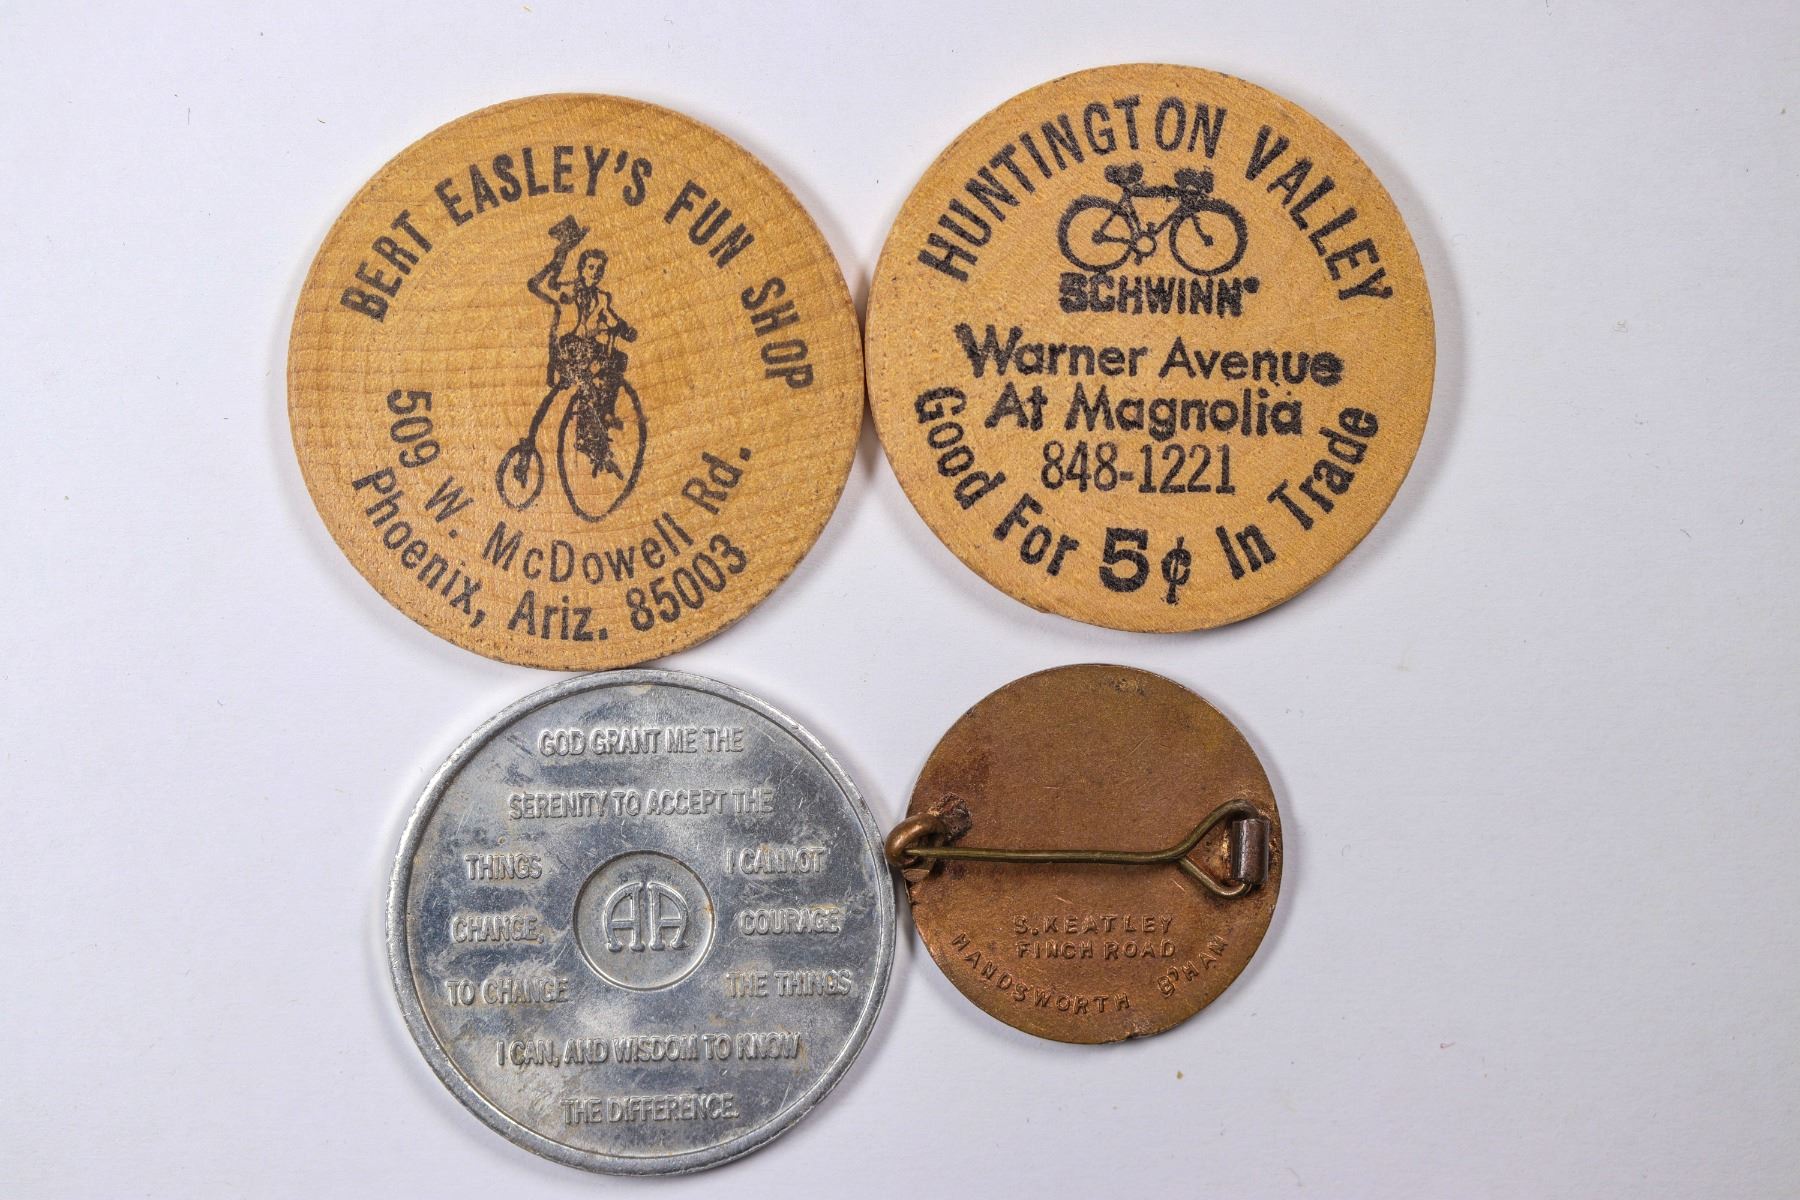 BERT EASLEY'S FUN SHOP
509 W. McDowell Rd.
Phoenix, Ariz. 85003
HUNTINGTON VALLEY
SCHWINN®
Warner Avenue
At Magnolia
848-1221
Good For 5¢ In Trade
GOD GRANT ME THE
SERENITY TO ACCEPT THE
THINGS I CANNOT
CHANGE, COURAGE
TO CHANGE THE THINGS
I CAN, AND WISDOM TO KNOW
THE DIFFERENCE.
AA
S. KEATLEY
FINCH ROAD
HANDSWORTH B'HAM